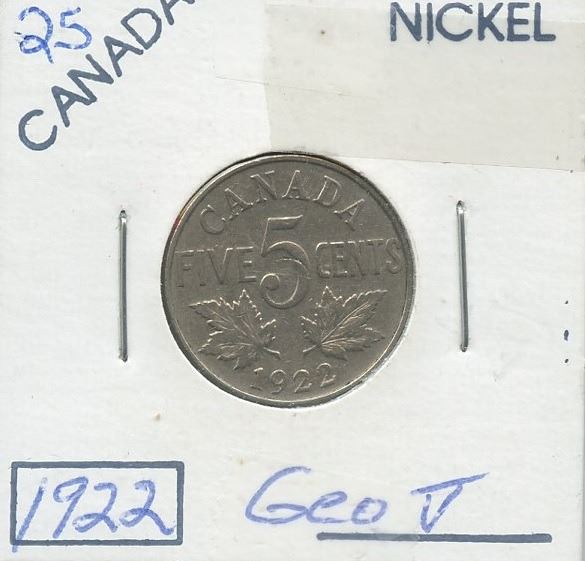 25
CANADA
NICKEL
CANADA
FIVE 5 CENTS
1922
1922
Geo V